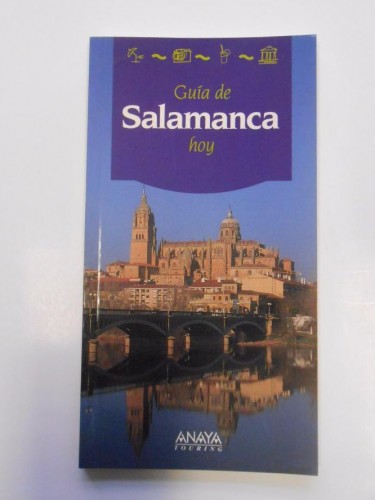 Guía de
Salamanca
hoy
ANAYA
TOURING